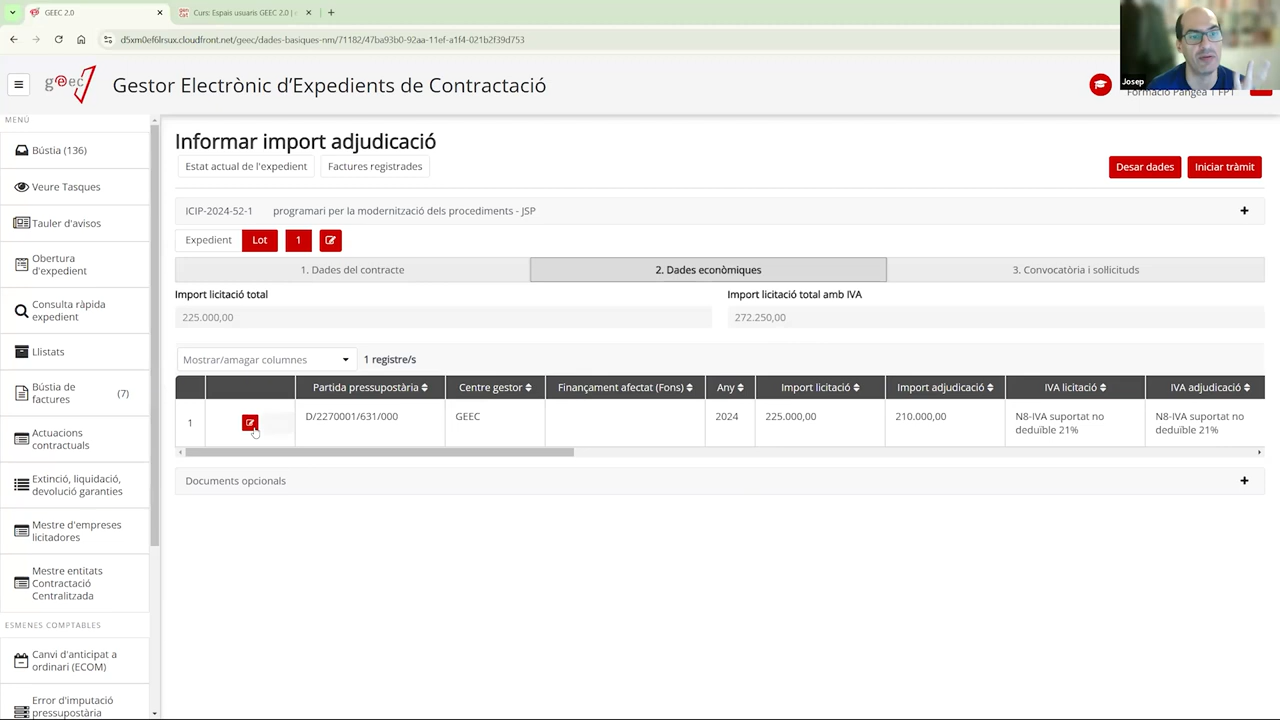 GEEC 2.0
Curs: Espais usuaris GEEC 2.0 | e
d5xm0ef6lrsux.cloudfront.net/geec/dades-basiques-nm/71182/47ba93b0-92aa-11ef-a1f4-021b2f39d753
Josep
geec
Gestor Electrònic d'Expedients de Contractació
Formació Pangea 1 FP1
MENÚ
Bústia (136)
Veure Tasques
Tauler d'avisos
Obertura
d'expedient
Consulta ràpida
expedient
Llistats
Bústia de
factures
(7)
Actuacions
contractuals
Extinció, liquidació,
devolució garanties
Mestre d'empreses
licitadores
Mestre entitats
Contractació
Centralitzada
ESMENES COMPTABLES
Canvi d'anticipat a
ordinari (ECOM)
Error d'imputació
pressupostària
Informar import adjudicació
Estat actual de l'expedient
Factures registrades
Desar dades
Iniciar tràmit
ICIP-2024-52-1 programari per la modernització dels procediments - JSP
Expedient Lot 1
1. Dades del contracte
2. Dades econòmiques
3. Convocatòria i sol·licituds
Import licitació total
Import licitació total amb IVA
225.000,00
272.250,00
Mostrar/amagar columnes
1 registre/s
Partida pressupostària Centre gestor Finançament afectat (Fons) Any Import licitació Import adjudicació IVA licitació IVA adjudicació
1 D/2270001/631/000 GEEC 2024 225.000,00 210.000,00
N8-IVA suportat no
deduïble 21%
N8-IVA suportat no
deduïble 21%
Documents opcionals